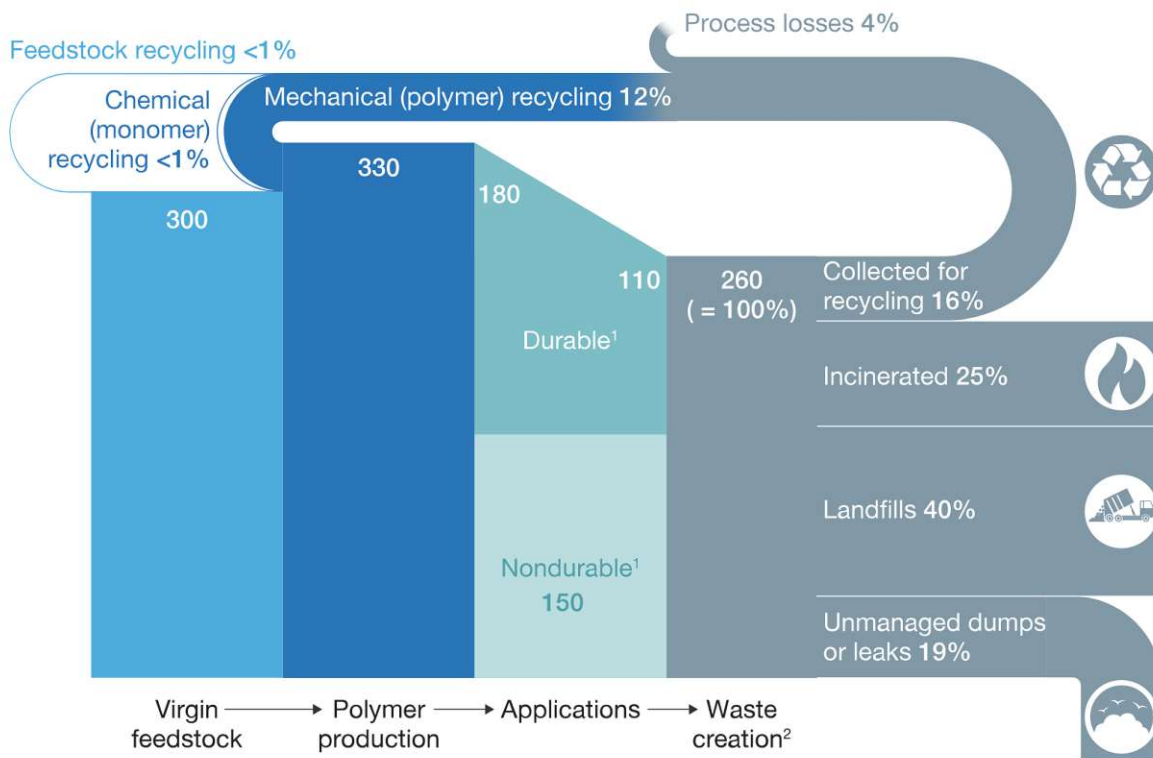 Process losses 4%
Feedstock recycling <1%
Chemical
(monomer)
recycling <1%
Mechanical (polymer) recycling 12%
300
330
180
110
260
( = 100%)
Durable¹
Nondurable¹
150
Collected for
recycling 16%
Incinerated 25%
Landfills 40%
Unmanaged dumps
or leaks 19%
Virgin
feedstock
Polymer
production
Applications
Waste
creation²